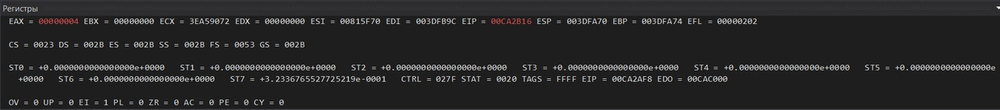 Регистры
EAX = 00000004 EBX = 00000000 ECX = 3EA59072 EDX = 00000000 ESI = 00815F70 EDI = 003DFB9C EIP = 00CA2B16 ESP = 003DFA70 EBP = 003DFA74 EFL = 00000202
CS = 0023 DS = 002B ES = 002B SS = 002B FS = 0053 GS = 002B
ST0 = +0.0000000000000000e+0000 ST1 = +0.0000000000000000e+0000 ST2 = +0.0000000000000000e+0000 ST3 = +0.0000000000000000e+0000 ST4 = +0.0000000000000000e+0000 ST5 = +0.0000000000000000e
+0000 ST6 = +0.0000000000000000e+0000 ST7 = +3.2336765527725219e-0001 CTRL = 027F STAT = 0020 TAGS = FFFF EIP = 00CA2AF8 EDO = 00CAC000
OV = 0 UP = 0 EI = 1 PL = 0 ZR = 0 AC = 0 PE = 0 CY = 0